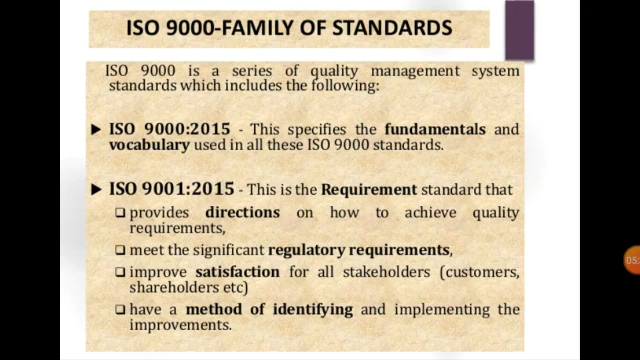 ISO 9000-FAMILY OF STANDARDS
ISO 9000 is a series of quality management system
standards which includes the following:
▶ ISO 9000:2015 - This specifies the fundamentals and
vocabulary used in all these ISO 9000 standards.
▶ ISO 9001:2015 - This is the Requirement standard that
❑ provides directions on how to achieve quality
requirements,
❑ meet the significant regulatory requirements,
❑ improve satisfaction for all stakeholders (customers,
shareholders etc)
❑ have a method of identifying and implementing the
improvements.